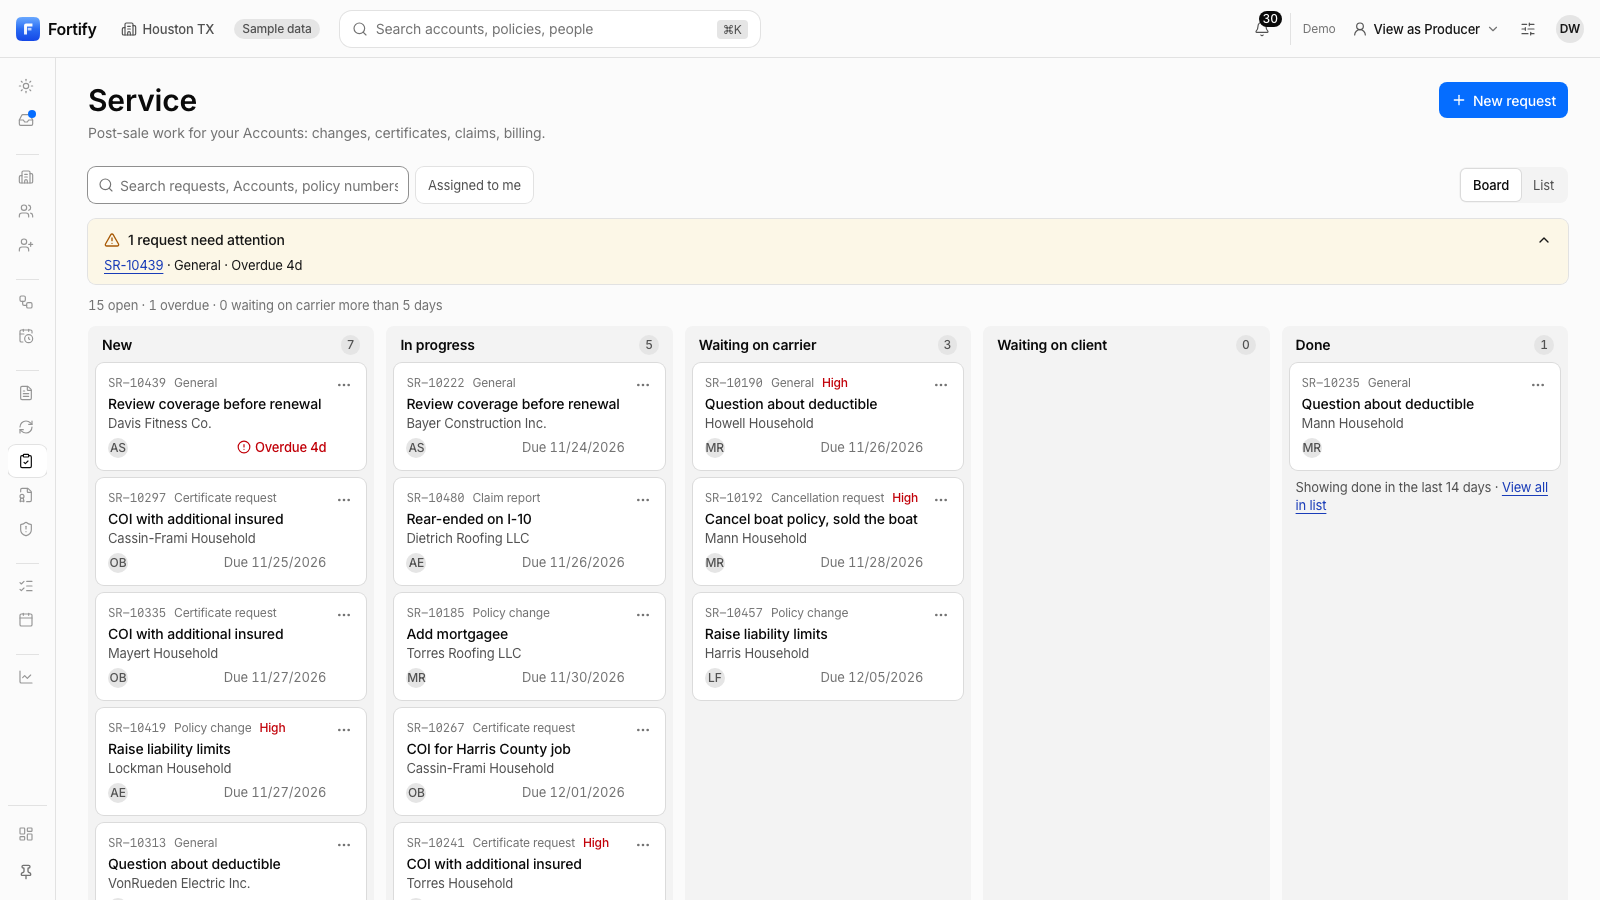 Fortify
Houston TX
Sample data
Search accounts, policies, people
⌘K
30
Demo
View as Producer
DW
Service
New request
Post-sale work for your Accounts: changes, certificates, claims, billing.
Search requests, Accounts, policy numbers
Assigned to me
Board
List
1 request need attention
SR-10439 · General · Overdue 4d
15 open · 1 overdue · 0 waiting on carrier more than 5 days
New 7
SR-10439 General
Review coverage before renewal
Davis Fitness Co.
AS Overdue 4d
SR-10297 Certificate request
COI with additional insured
Cassin-Frami Household
OB Due 11/25/2026
SR-10335 Certificate request
COI with additional insured
Mayert Household
OB Due 11/27/2026
SR-10419 Policy change High
Raise liability limits
Lockman Household
AE Due 11/27/2026
SR-10313 General
Question about deductible
VonRueden Electric Inc.
In progress 5
SR-10222 General
Review coverage before renewal
Bayer Construction Inc.
AS Due 11/24/2026
SR-10480 Claim report
Rear-ended on I-10
Dietrich Roofing LLC
AE Due 11/26/2026
SR-10185 Policy change
Add mortgagee
Torres Roofing LLC
MR Due 11/30/2026
SR-10267 Certificate request
COI for Harris County job
Cassin-Frami Household
OB Due 12/01/2026
SR-10241 Certificate request High
COI with additional insured
Torres Household
Waiting on carrier 3
SR-10190 General High
Question about deductible
Howell Household
MR Due 11/26/2026
SR-10192 Cancellation request High
Cancel boat policy, sold the boat
Mann Household
MR Due 11/28/2026
SR-10457 Policy change
Raise liability limits
Harris Household
LF Due 12/05/2026
Waiting on client 0
Done 1
SR-10235 General
Question about deductible
Mann Household
MR
Showing done in the last 14 days · View all
in list